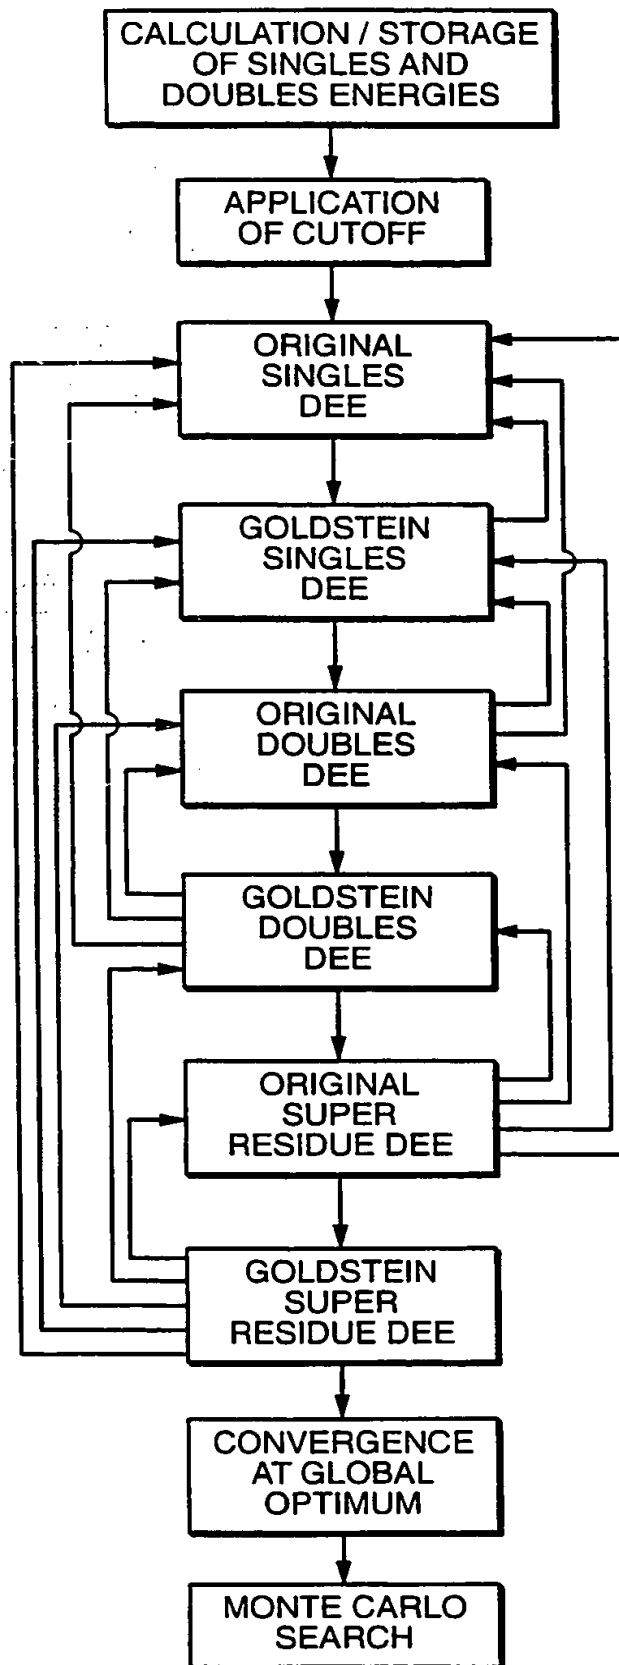 CALCULATION / STORAGE
OF SINGLES AND
DOUBLES ENERGIES
APPLICATION
OF CUTOFF
ORIGINAL
SINGLES
DEE
GOLDSTEIN
SINGLES
DEE
ORIGINAL
DOUBLES
DEE
GOLDSTEIN
DOUBLES
DEE
ORIGINAL
SUPER
RESIDUE DEE
GOLDSTEIN
SUPER
RESIDUE DEE
CONVERGENCE
AT GLOBAL
OPTIMUM
MONTE CARLO
SEARCH